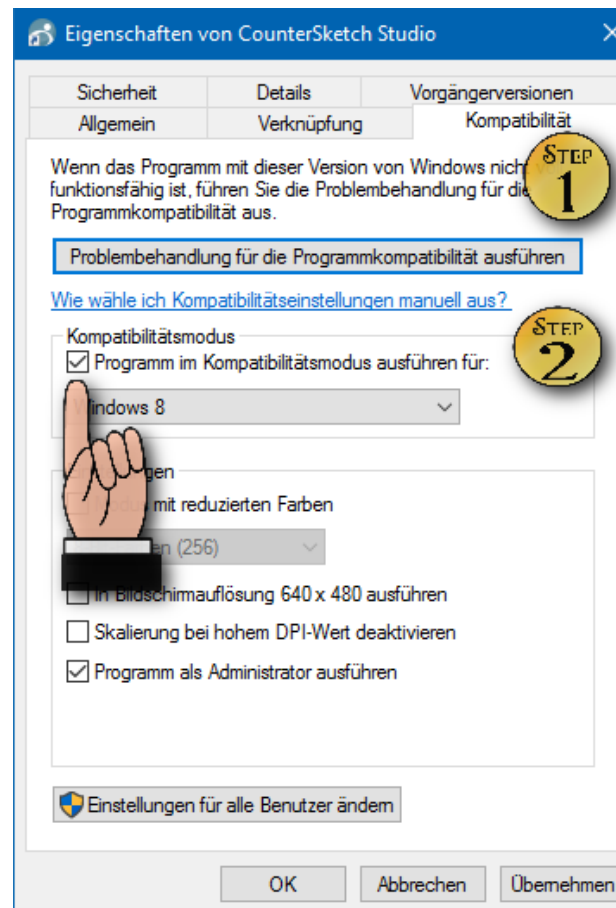 Eigenschaften von CounterSketch Studio
Sicherheit Details Vorgängerversionen
Allgemein Verknüpfung Kompatibilität
STEP 1
Wenn das Programm mit dieser Version von Windows nicht
funktionsfähig ist, führen Sie die Problembehandlung für die
Programmkompatibilität aus.
Problembehandlung für die Programmkompatibilität ausführen
Wie wähle ich Kompatibilitätseinstellungen manuell aus?
STEP 2
Kompatibilitätsmodus
Programm im Kompatibilitätsmodus ausführen für:
Windows 8
mit reduzierten Farben
(256)
In Bildschirmauflösung 640 x 480 ausführen
Skalierung bei hohem DPI-Wert deaktivieren
Programm als Administrator ausführen
Einstellungen für alle Benutzer ändern
OK Abbrechen Übernehmen